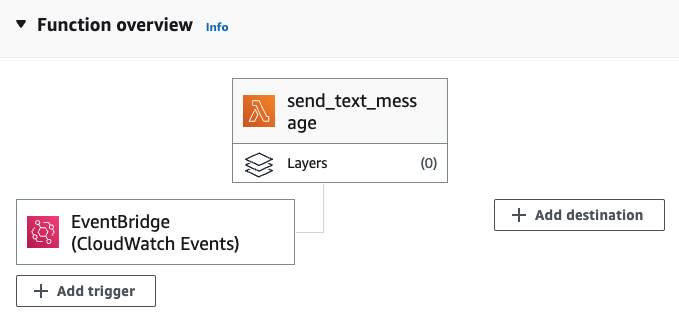 Function overview Info
send_text_mess
age
Layers (0)
EventBridge
(CloudWatch Events)
+ Add destination
+ Add trigger